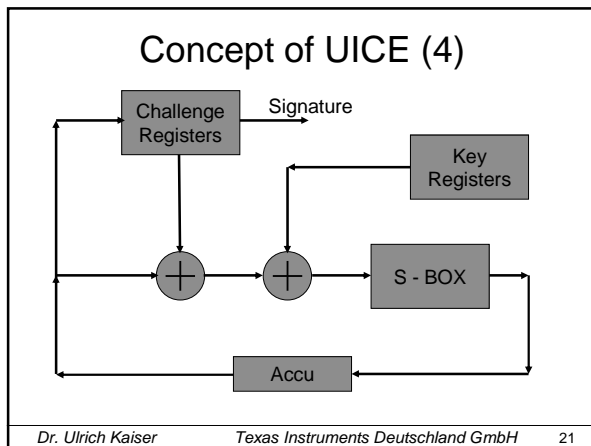 Concept of UICE (4)
Challenge
Registers
Signature
Key
Registers
S - BOX
Accu
Dr. Ulrich Kaiser Texas Instruments Deutschland GmbH 21